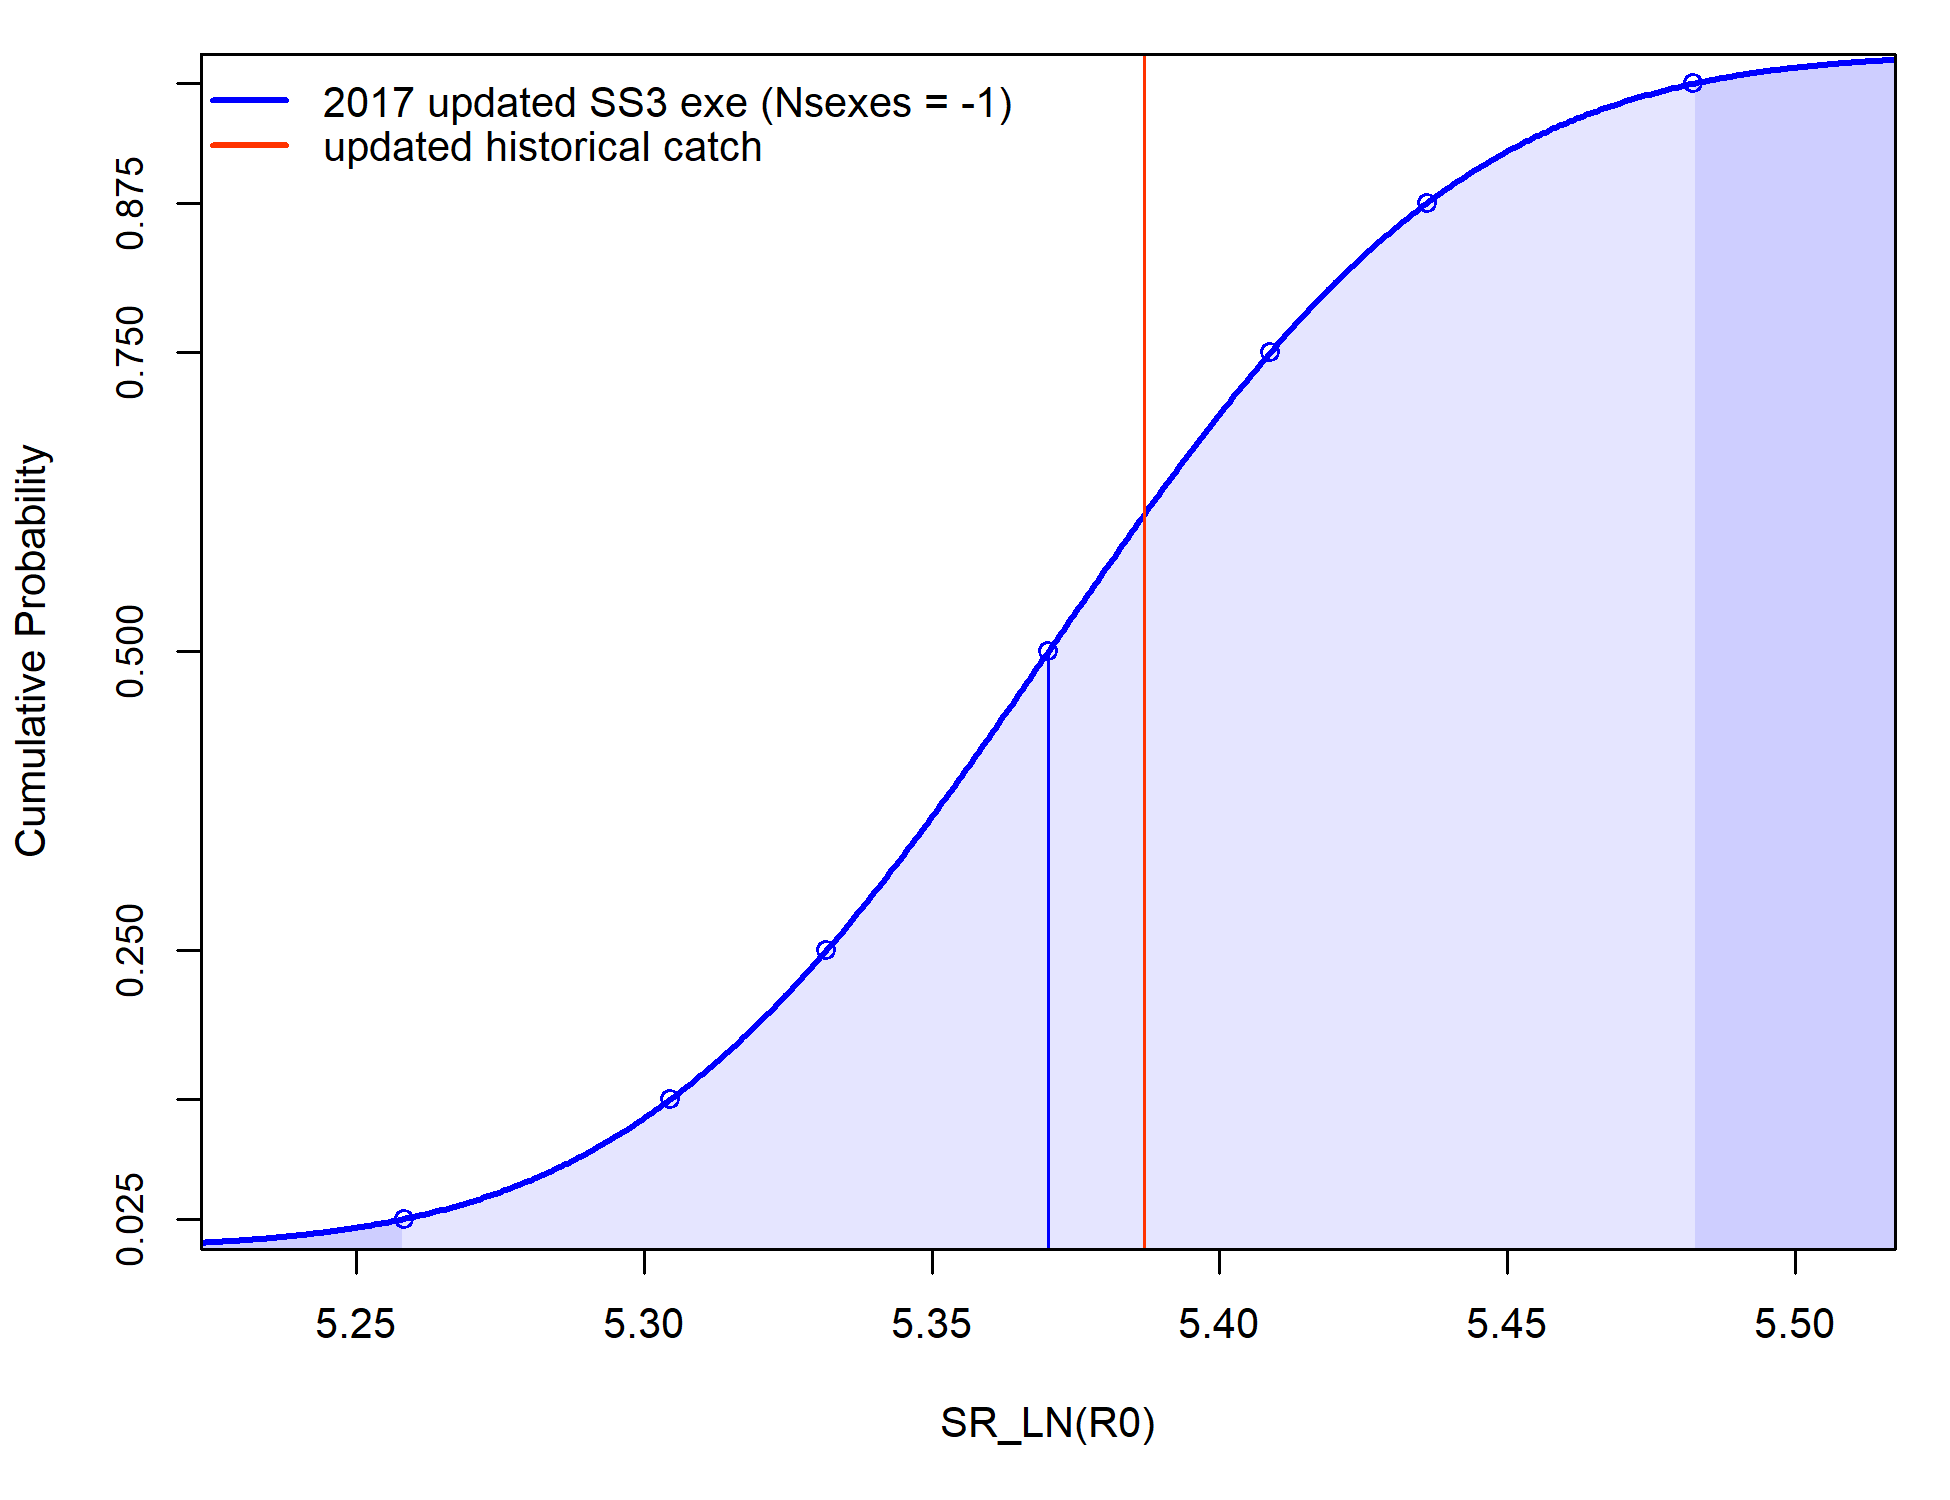 2017 updated SS3 exe (Nsexes = -1)
updated historical catch
Cumulative Probability
0.875
0.750
0.500
0.250
0.025
5.25 5.30 5.35 5.40 5.45 5.50
SR_LN(R0)